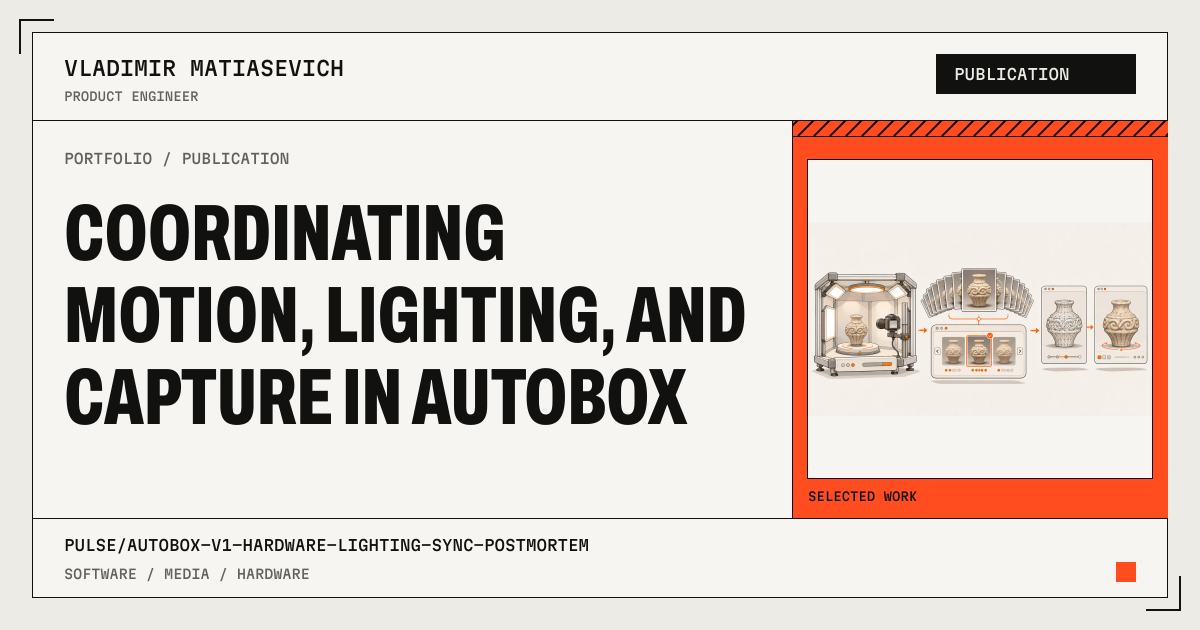 VLADIMIR MATIASEVICH
PRODUCT ENGINEER
PUBLICATION
PORTFOLIO / PUBLICATION
COORDINATING
MOTION, LIGHTING, AND
CAPTURE IN AUTOBOX
SELECTED WORK
PULSE/AUTOBOX–V1–HARDWARE–LIGHTING–SYNC–POSTMORTEM
SOFTWARE / MEDIA / HARDWARE